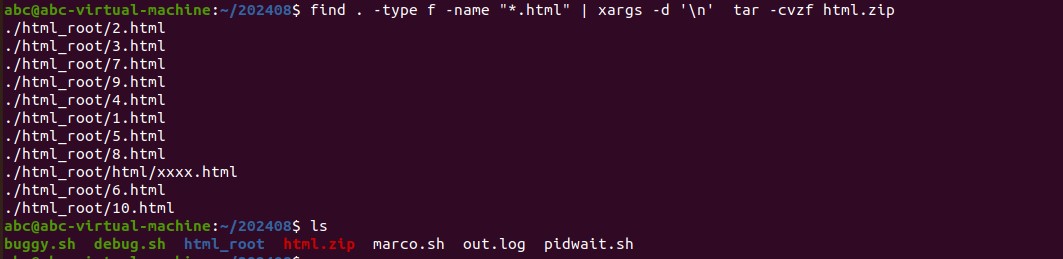 abc@abc-virtual-machine:~/202408$ find . -type f -name "*.html" | xargs -d '\n'  tar -cvzf html.zip
./html_root/2.html
./html_root/3.html
./html_root/7.html
./html_root/9.html
./html_root/4.html
./html_root/1.html
./html_root/5.html
./html_root/8.html
./html_root/html/xxxx.html
./html_root/6.html
./html_root/10.html
abc@abc-virtual-machine:~/202408$ ls
buggy.sh  debug.sh  html_root  html.zip  marco.sh  out.log  pidwait.sh